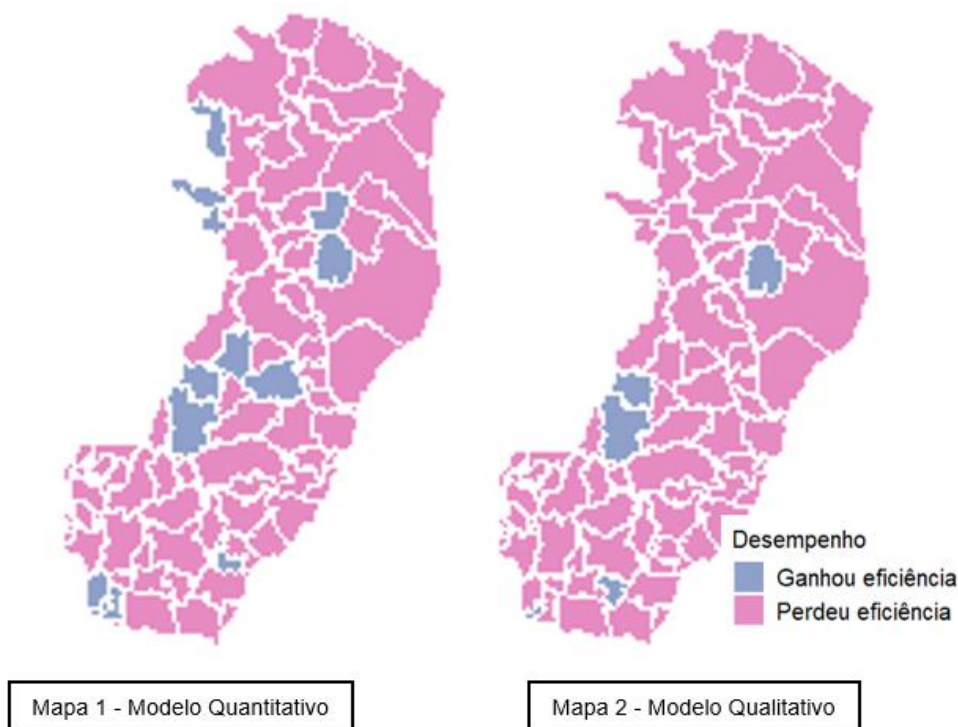 Desempenho
Ganhou eficiência
Perdeu eficiência
Mapa 1 - Modelo Quantitativo
Mapa 2 - Modelo Qualitativo